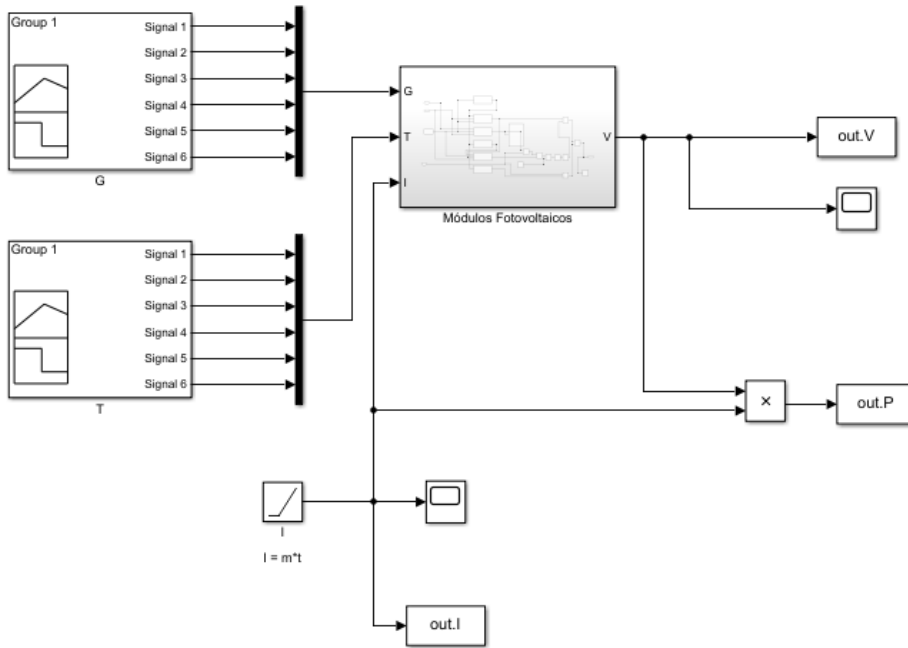 Group 1
Signal 1
Signal 2
Signal 3
Signal 4
Signal 5
Signal 6
G
G
T
I
V
Módulos Fotovoltaicos
out.V
Group 1
Signal 1
Signal 2
Signal 3
Signal 4
Signal 5
Signal 6
T
×
out.P
I
I = m*t
out.I